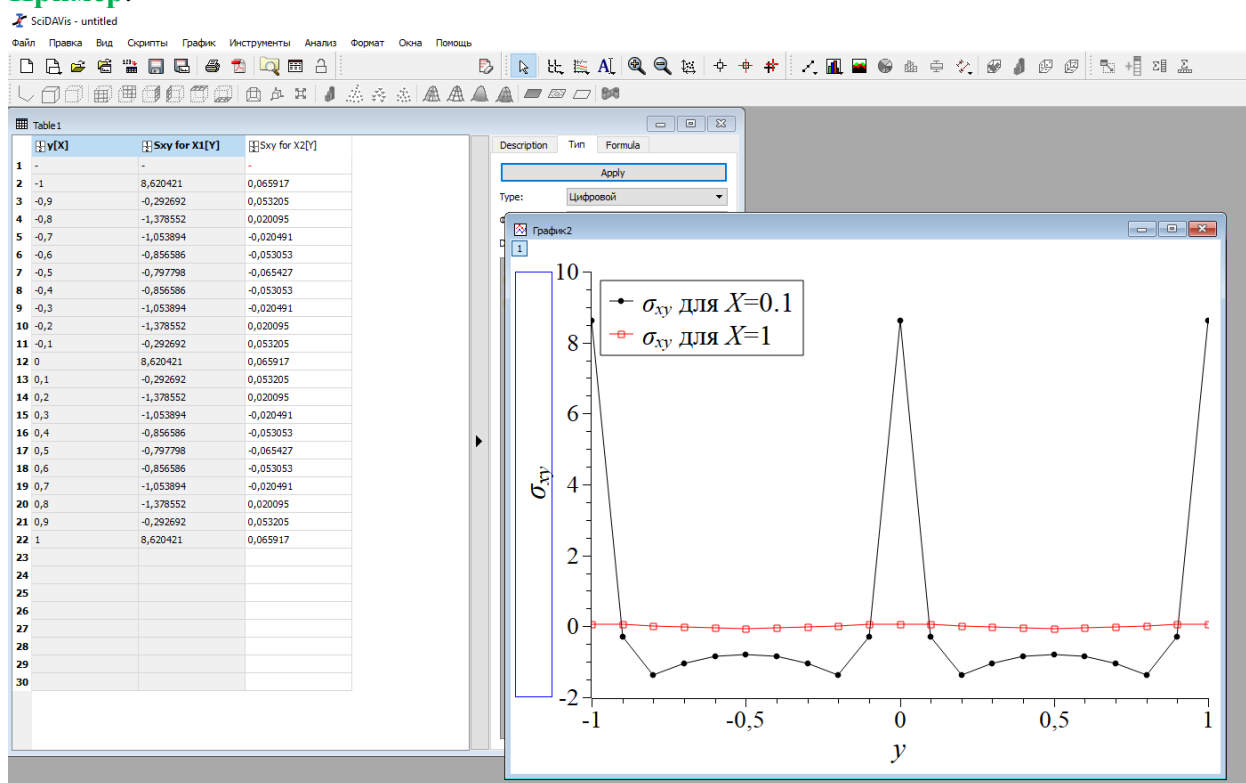 Пример:
SciDAVis - untitled
Файл Правка Вид Скрипты График Инструменты Анализ Формат Окна Помощь
Table1
y[X] Sxy for X1[Y] Sxy for X2[Y]
1 - - -
2 -1 8,620421 0,065917
3 -0,9 -0,292692 0,053205
4 -0,8 -1,378552 0,020095
5 -0,7 -1,053894 -0,020491
6 -0,6 -0,856586 -0,053053
7 -0,5 -0,797798 -0,065427
8 -0,4 -0,856586 -0,053053
9 -0,3 -1,053894 -0,020491
10 -0,2 -1,378552 0,020095
11 -0,1 -0,292692 0,053205
12 0 8,620421 0,065917
13 0,1 -0,292692 0,053205
14 0,2 -1,378552 0,020095
15 0,3 -1,053894 -0,020491
16 0,4 -0,856586 -0,053053
17 0,5 -0,797798 -0,065427
18 0,6 -0,856586 -0,053053
19 0,7 -1,053894 -0,020491
20 0,8 -1,378552 0,020095
21 0,9 -0,292692 0,053205
22 1 8,620421 0,065917
23
24
25
26
27
28
29
30
Description Тип Formula
Apply
Type: Цифровой
График2
1
σxy для X=0.1
σxy для X=1
10
8
6
4
2
0
-2
σxy
-1 -0,5 0 0,5 1
y